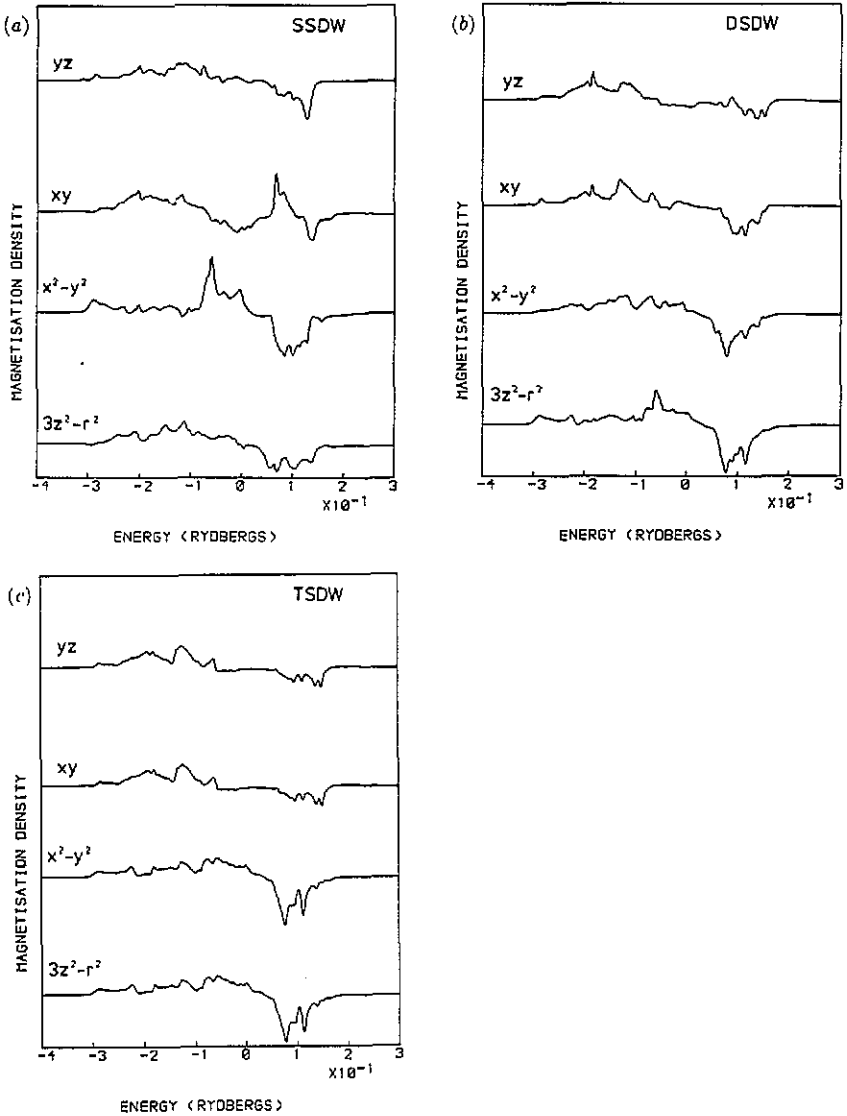 (a)
SSDW
yz
xy
x²-y²
3z²-r²
MAGNETISATION DENSITY
-4 -3 -2 -1 0 1 2 3
X10⁻¹
ENERGY (RYDBERGS)
(b)
DSDW
yz
xy
x²-y²
3z²-r²
MAGNETISATION DENSITY
-4 -3 -2 -1 0 1 2 3
X10⁻¹
ENERGY (RYDBERGS)
(c)
TSDW
yz
xy
x²-y²
3z²-r²
MAGNETISATION DENSITY
-4 -3 -2 -1 0 1 2 3
X10⁻¹
ENERGY (RYDBERGS)